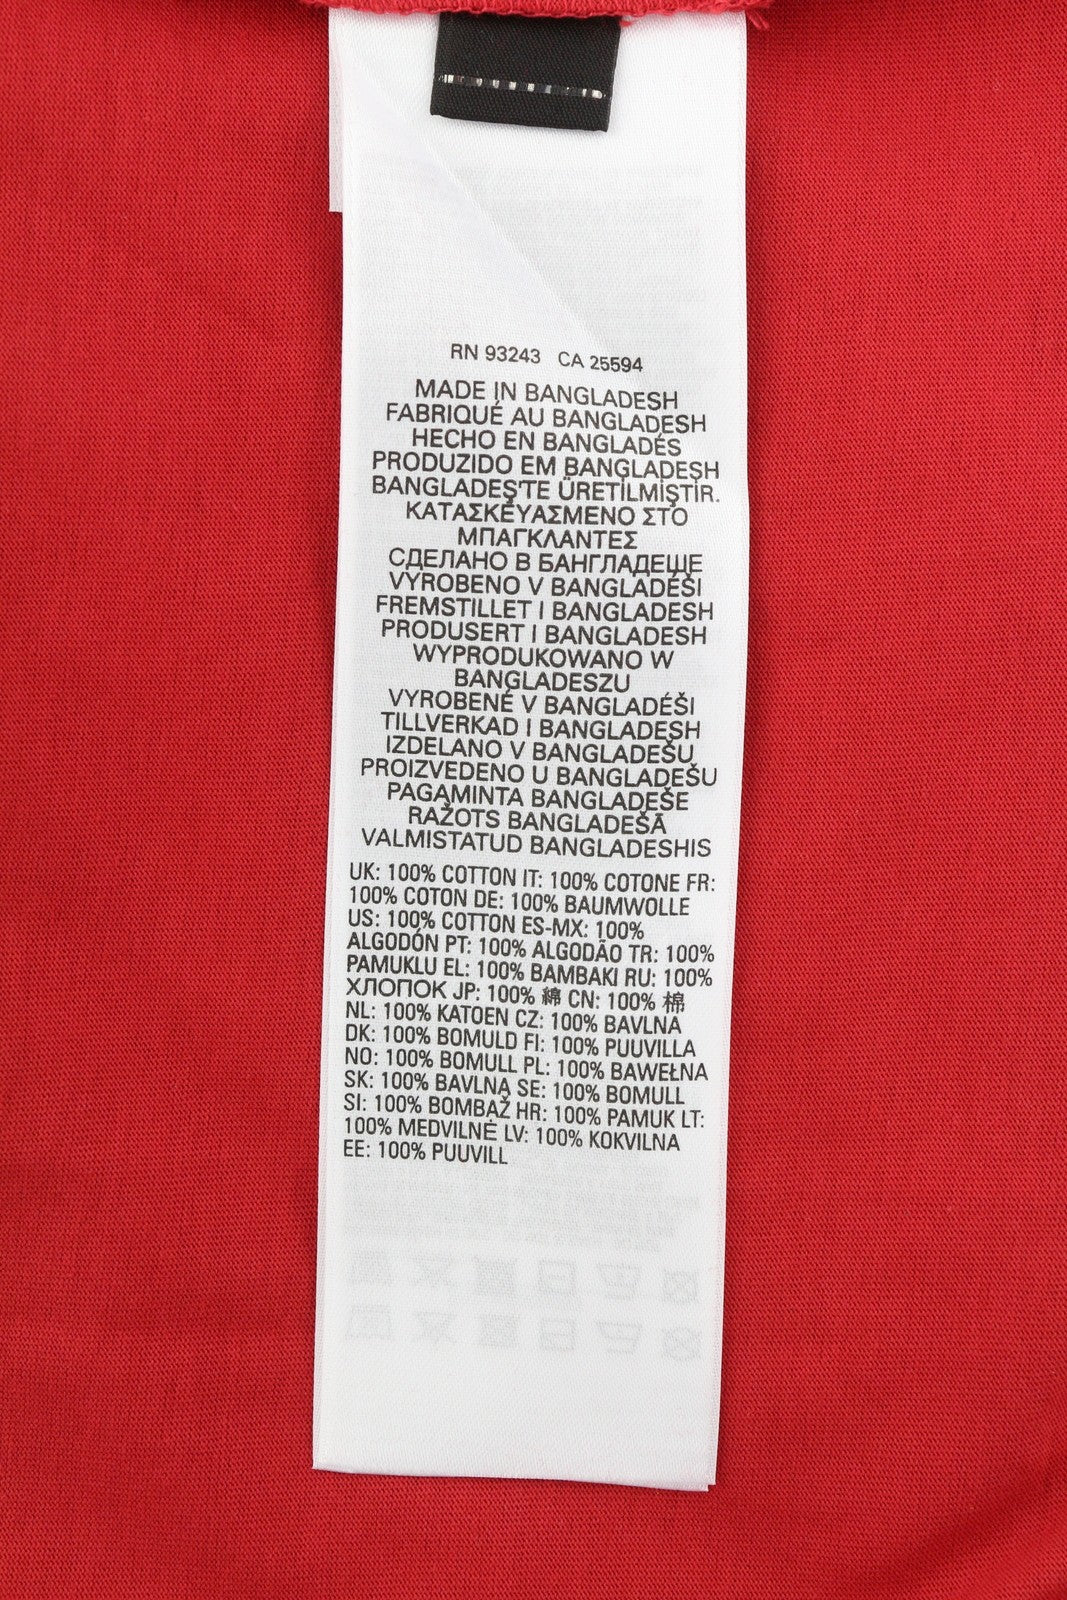 RN 93243 CA 25594
MADE IN BANGLADESH
FABRIQUÉ AU BANGLADESH
HECHO EN BANGLADÉS
PRODUZIDO EM BANGLADESH
BANGLADEŞ'TE ÜRETİLMİŞTİR.
ΚΑΤΑΣΚΕΥΑΣΜΕΝΟ ΣΤΟ
ΜΠΑΓΚΛΑΝΤΕΣ
СДЕЛАНО В БАНГЛАДЕШЕ
VYROBENO V BANGLADÉŠI
FREMSTILLET I BANGLADESH
PRODUSERT I BANGLADESH
WYPRODUKOWANO W
BANGLADESZU
VYROBENÉ V BANGLADÉŠI
TILLVERKAD I BANGLADESH
IZDELANO V BANGLADEŠU
PROIZVEDENO U BANGLADEŠU
PAGAMINTA BANGLADEŠE
RAŽOTS BANGLADEŠĀ
VALMISTATUD BANGLADESHIS
UK: 100% COTTON IT: 100% COTONE FR:
100% COTON DE: 100% BAUMWOLLE
US: 100% COTTON ES-MX: 100%
ALGODÓN PT: 100% ALGODÃO TR: 100%
PAMUKLU EL: 100% ΒΑΜΒΑΚΙ RU: 100%
ХЛОПОК JP: 100% 綿 CN: 100% 棉
NL: 100% KATOEN CZ: 100% BAVLNA
DK: 100% BOMULD FI: 100% PUUVILLA
NO: 100% BOMULL PL: 100% BAWEŁNA
SK: 100% BAVLNA SE: 100% BOMULL
SI: 100% BOMBAŽ HR: 100% PAMUK LT:
100% MEDVILNĖ LV: 100% KOKVILNA
EE: 100% PUUVILL